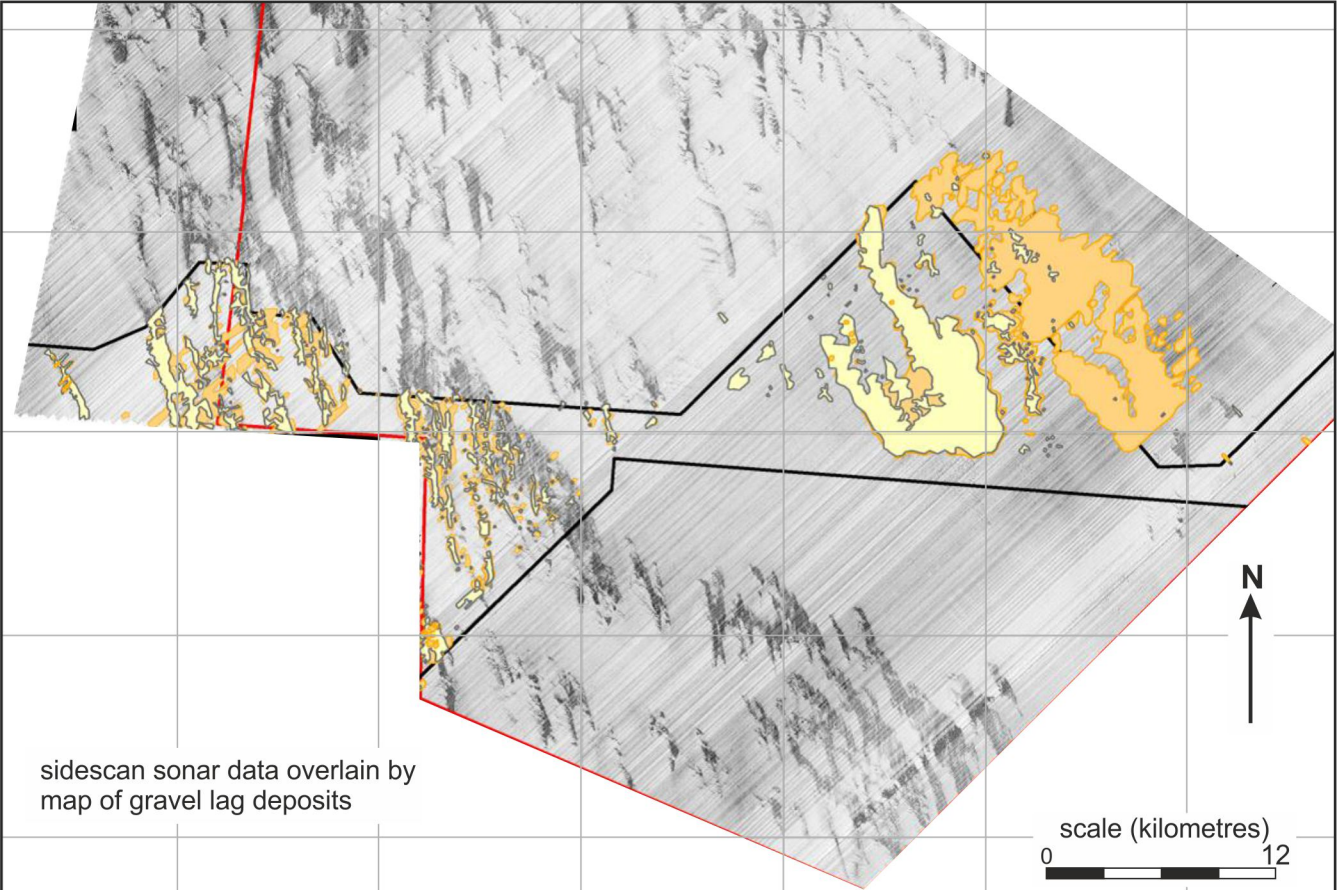 N
sidescan sonar data overlain by
map of gravel lag deposits
scale (kilometres)
0 12